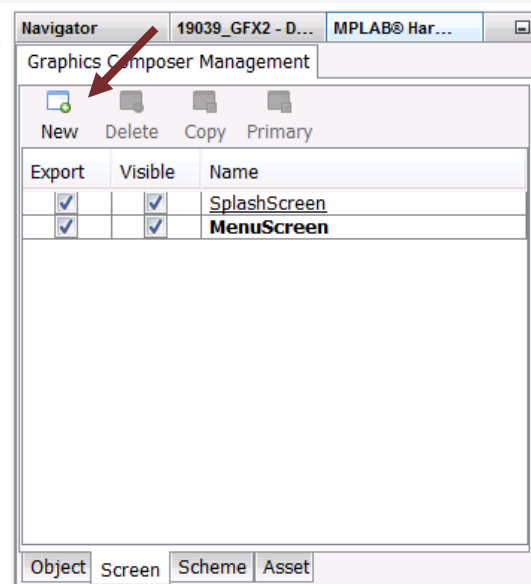 Navigator 19039_GFX2 - D... MPLAB® Har...
Graphics Composer Management
New Delete Copy Primary
Export Visible Name
SplashScreen
MenuScreen
Object Screen Scheme Asset